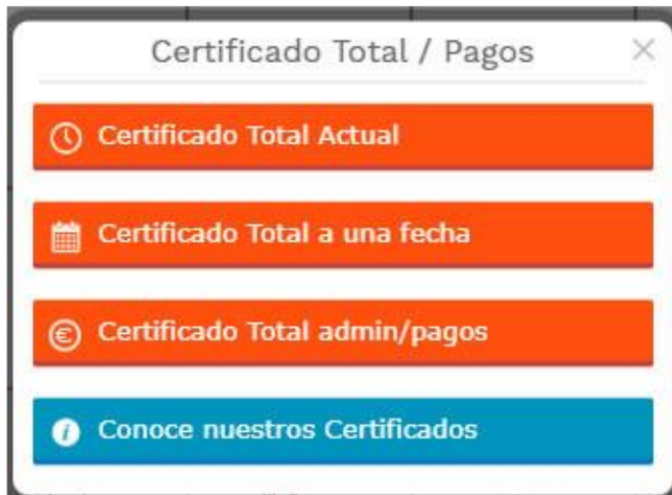 Certificado Total / Pagos
Certificado Total Actual
Certificado Total a una fecha
Certificado Total admin/pagos
Conoce nuestros Certificados